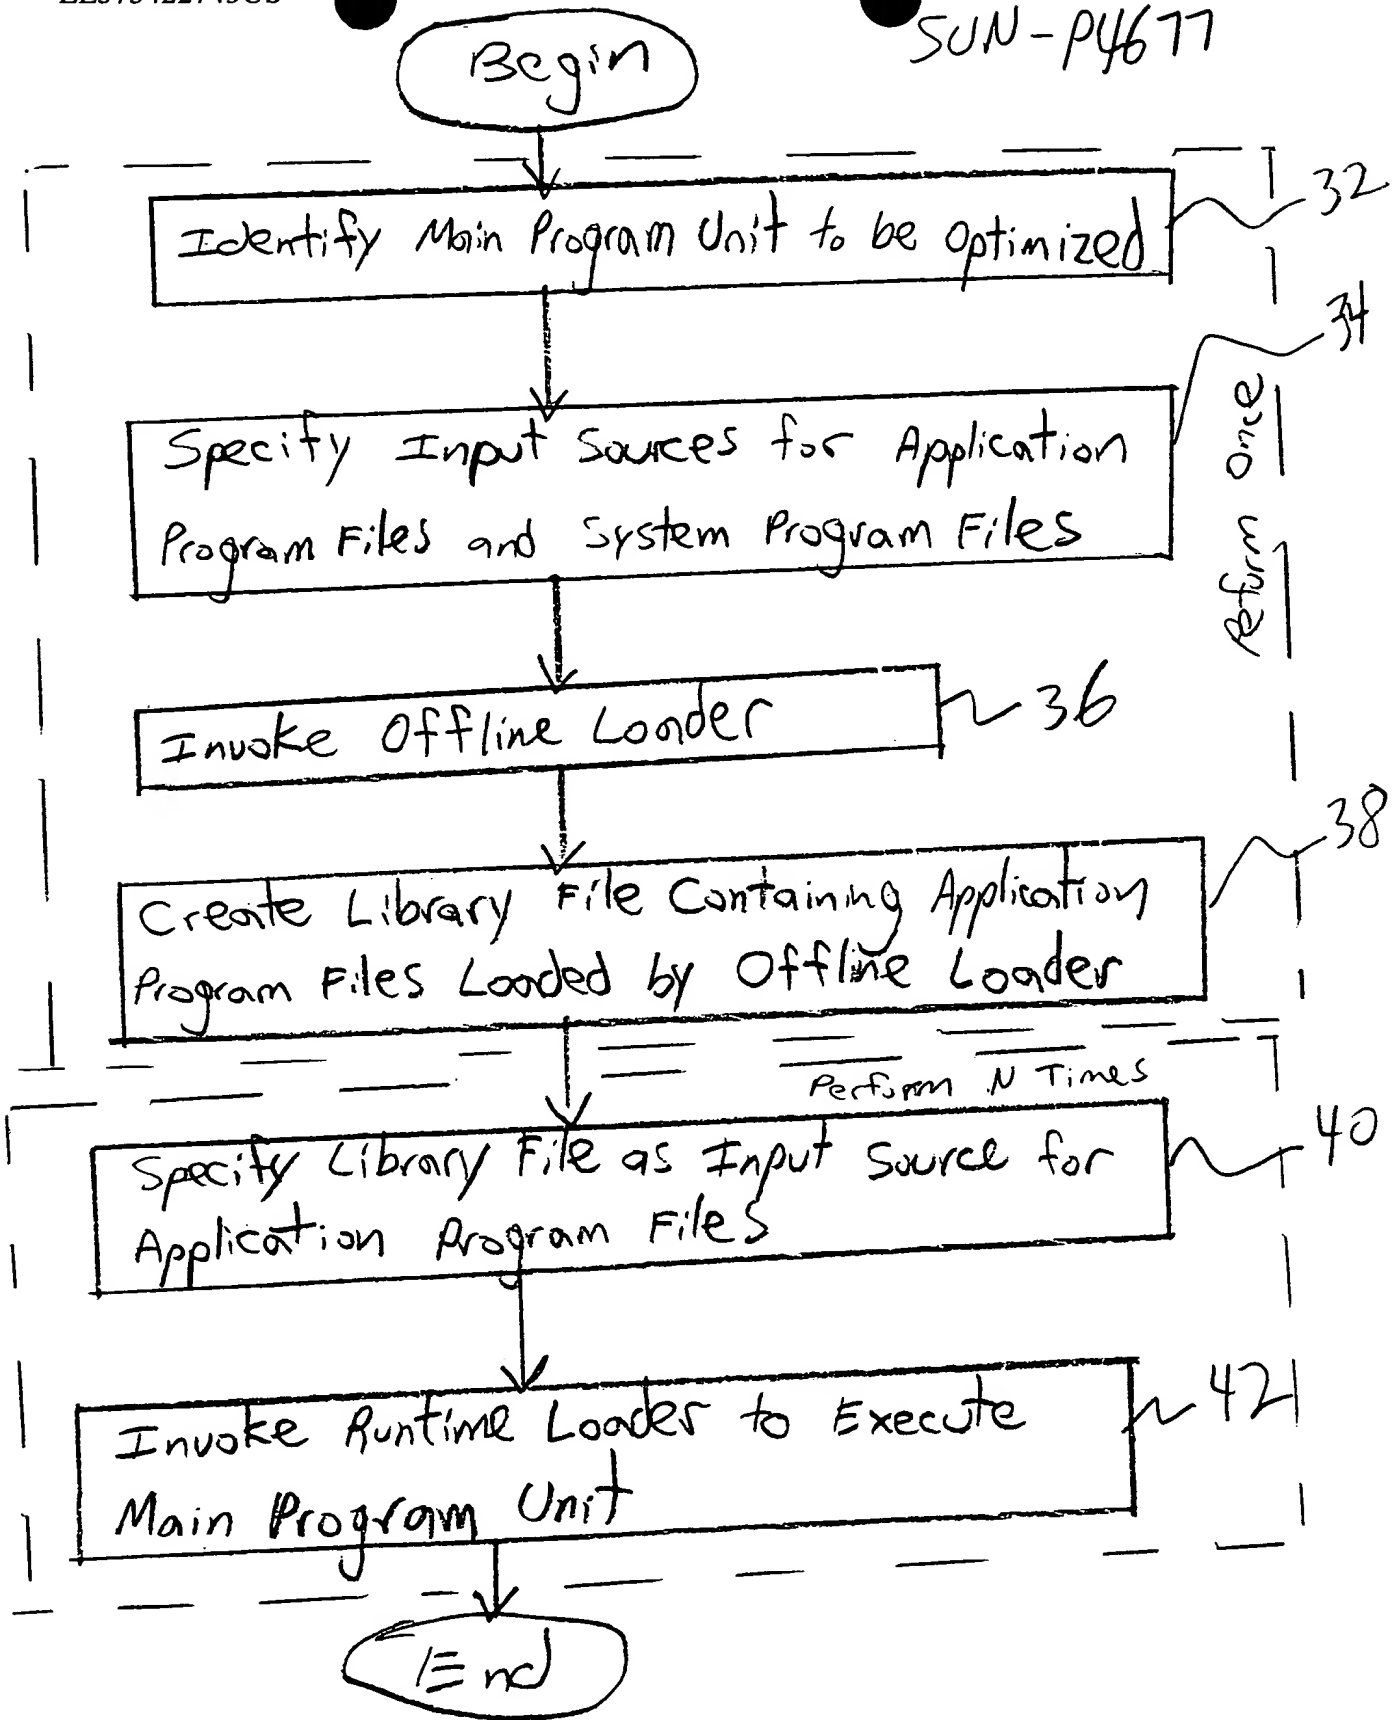 SUN-P4677
Begin
32
Identify Main Program Unit to be Optimized
34
Specify Input Sources for Application
Program Files and System Program Files
Perform Once
Invoke Offline Loader
36
38
Create Library File Containing Application
Program Files Loaded by Offline Loader
Perform N Times
40
Specify Library File as Input Source for
Application Program Files
Invoke Runtime Loader to Execute
42
Main Program Unit
End